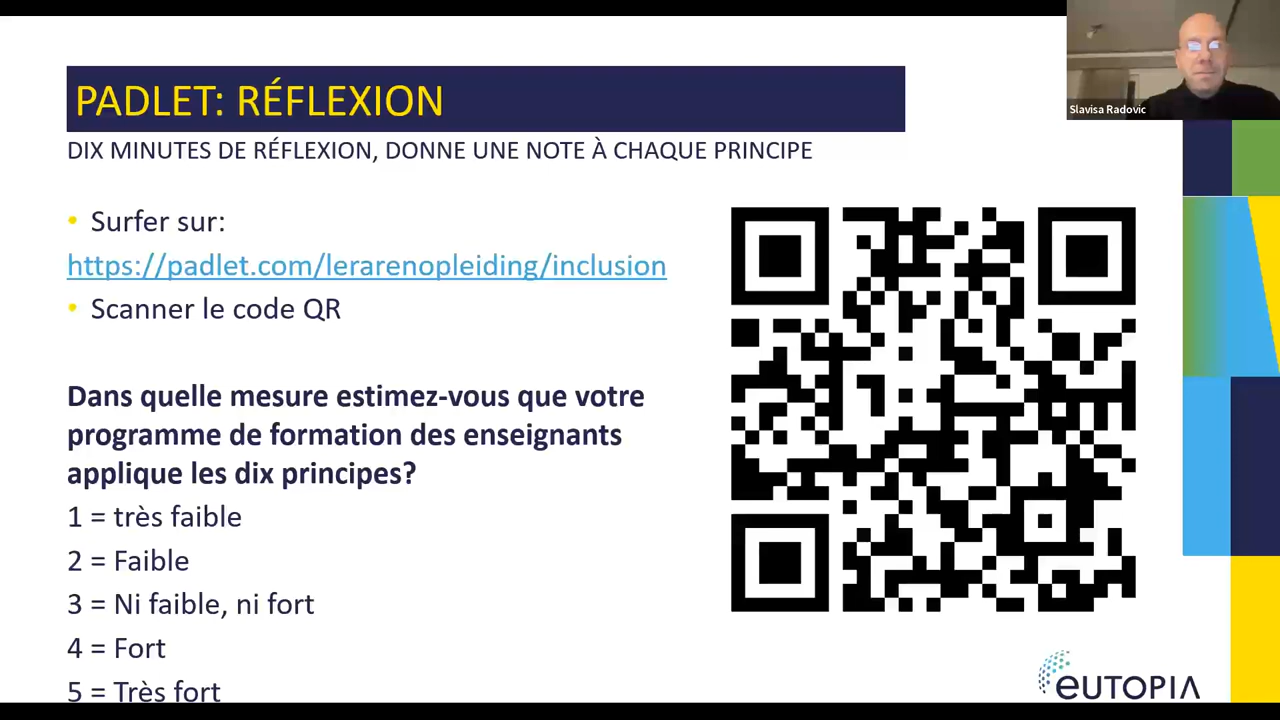 PADLET: RÉFLEXION
DIX MINUTES DE RÉFLEXION, DONNE UNE NOTE À CHAQUE PRINCIPE
• Surfer sur:
https://padlet.com/lerarenopleiding/inclusion
• Scanner le code QR
Dans quelle mesure estimez-vous que votre
programme de formation des enseignants
applique les dix principes?
1 = très faible
2 = Faible
3 = Ni faible, ni fort
4 = Fort
5 = Très fort
Slavisa Radovic
eUTOPIA